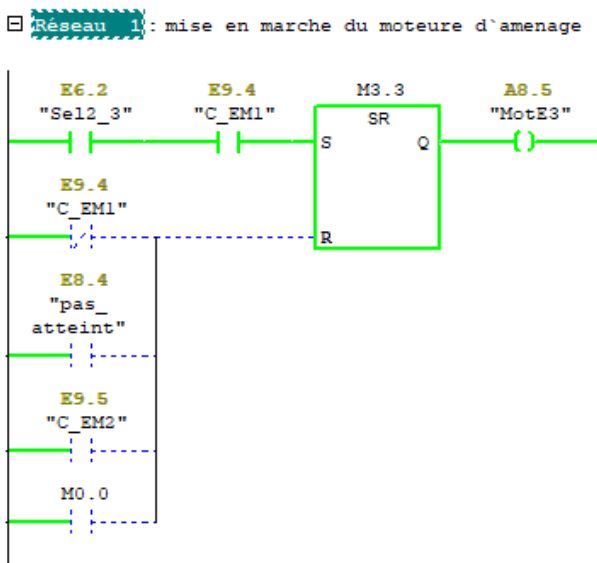 Réseau 1: mise en marche du moteure d`amenage
E6.2 E9.4 M3.3 A8.5
"Sel2_3" "C_EM1" SR "MotE3"
S Q
E9.4
"C_EM1"
R
E8.4
"pas_
atteint"
E9.5
"C_EM2"
M0.0